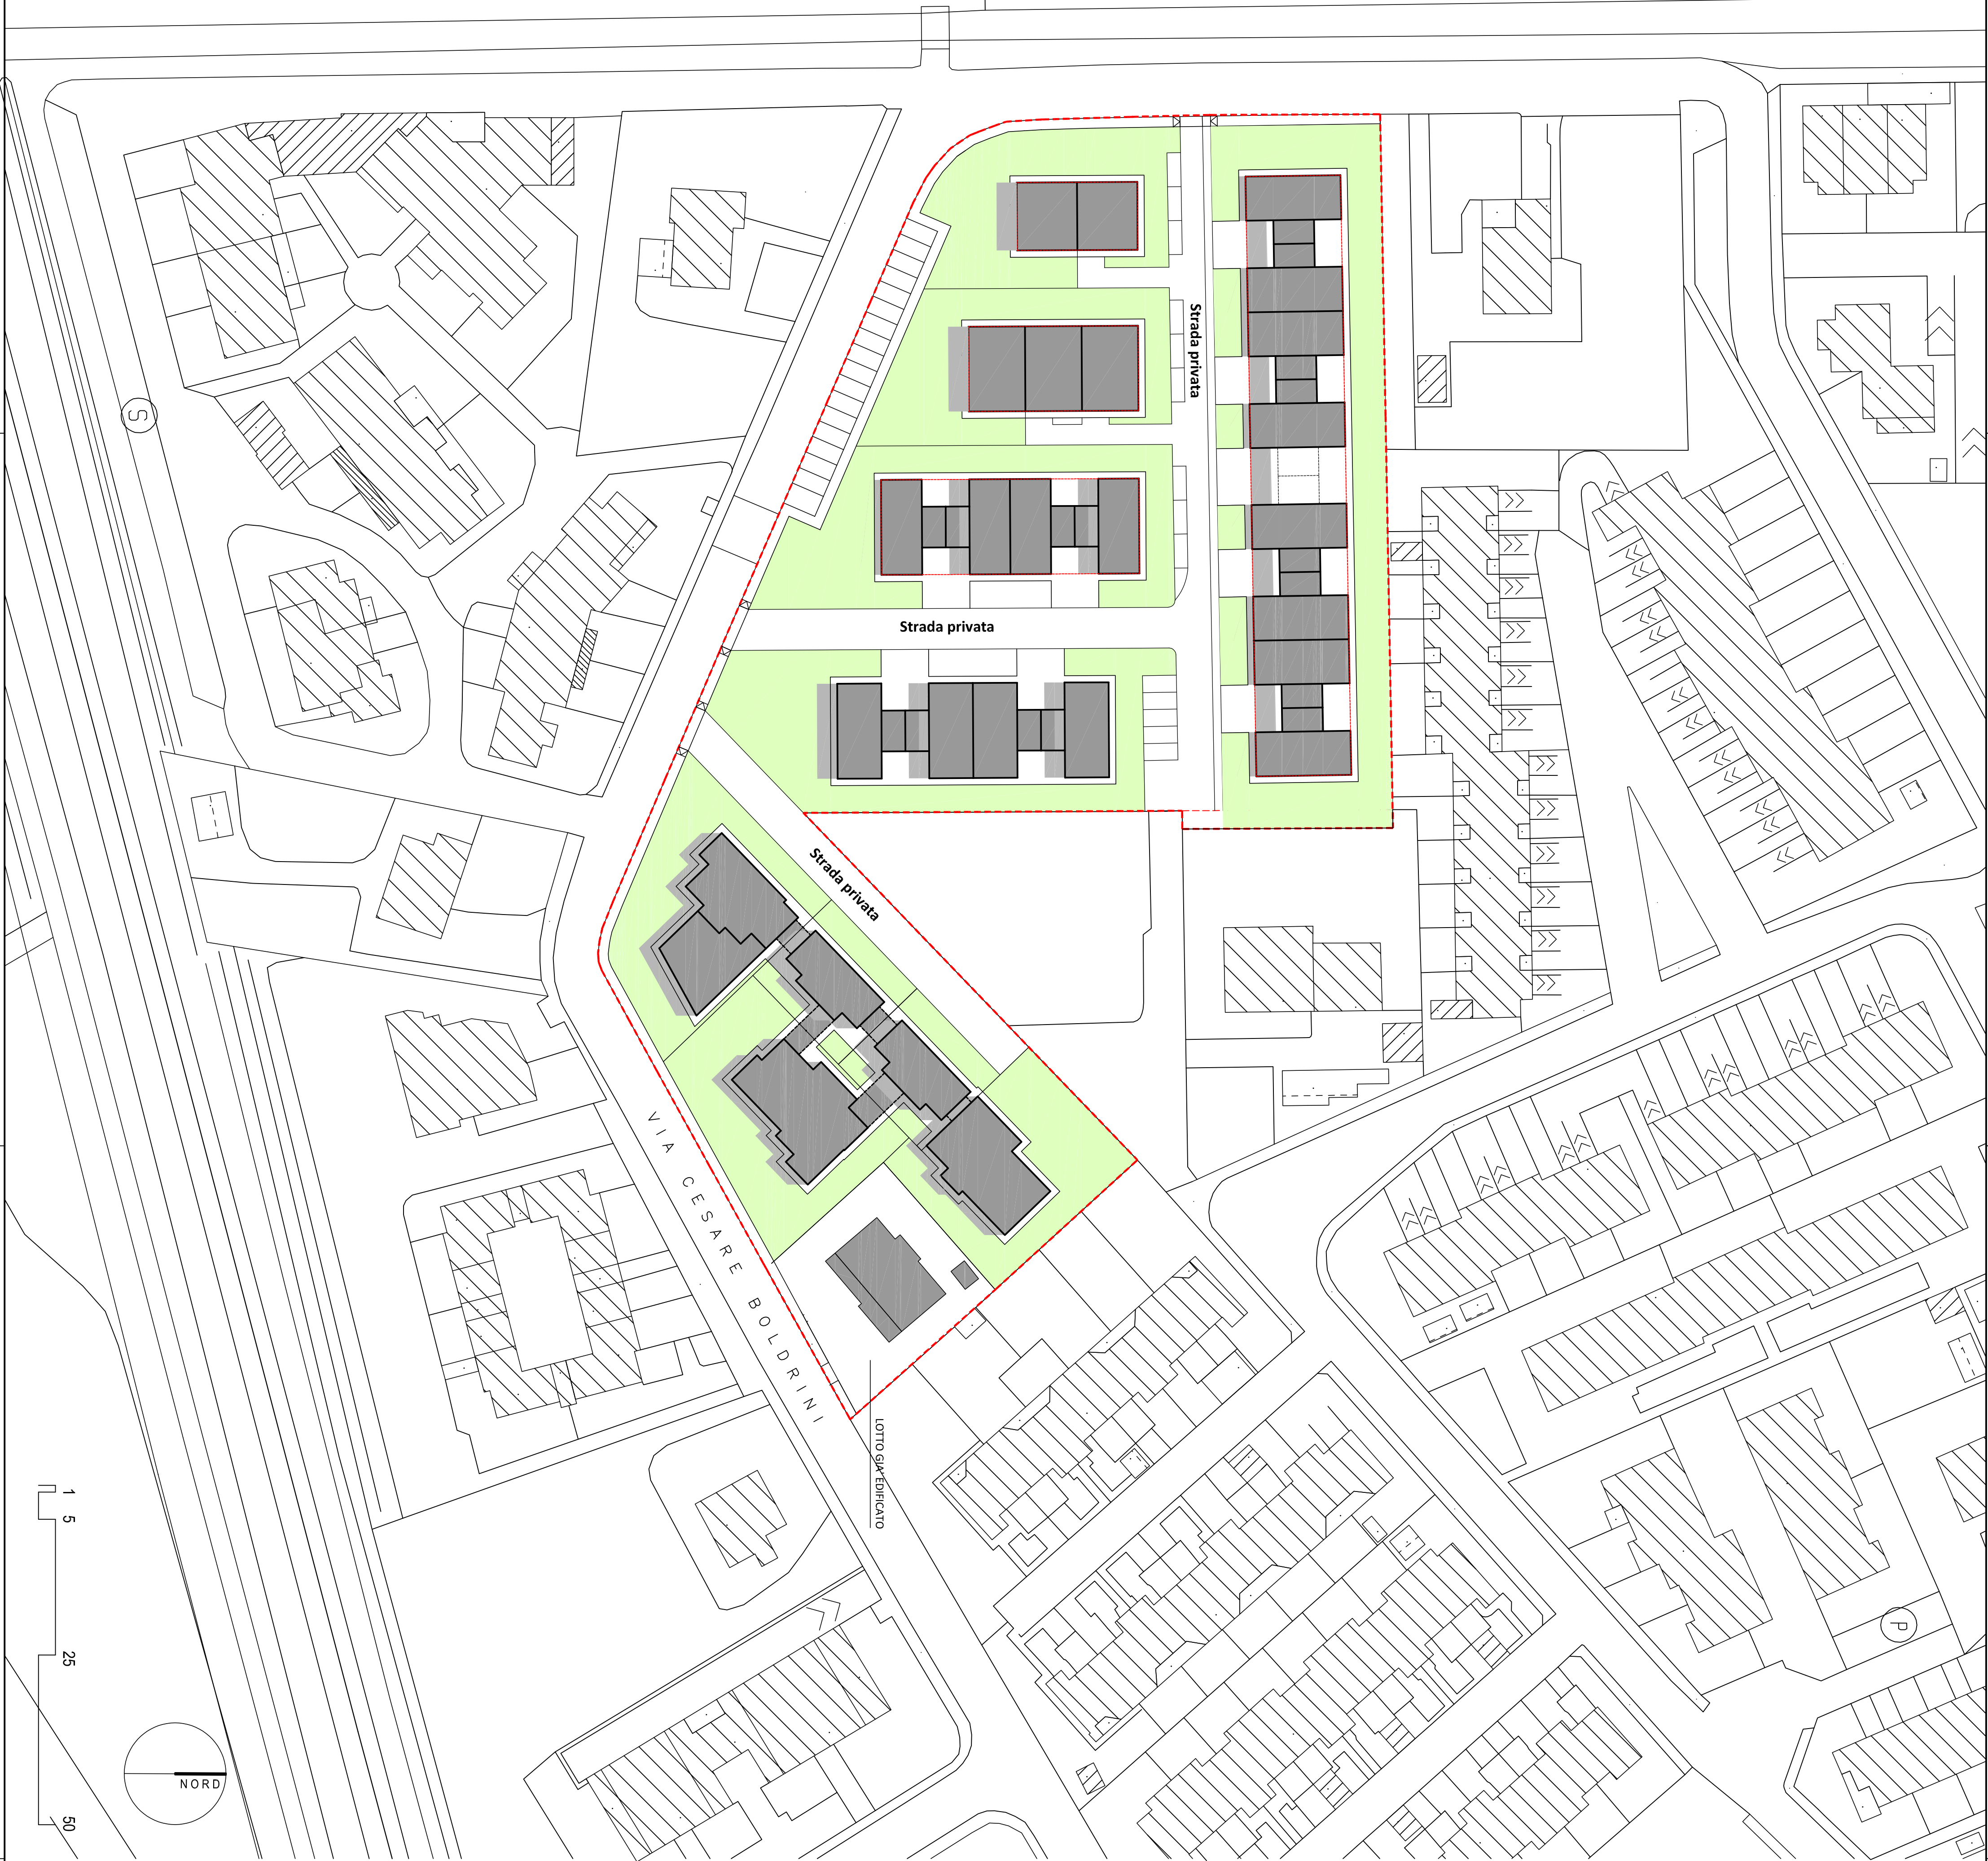 Strada privata
Strada privata
Strada privata
S
VIA CESARE BOLDRINI
LOTTO GIA' EDIFICATO
P
1
5
25
50
NORD